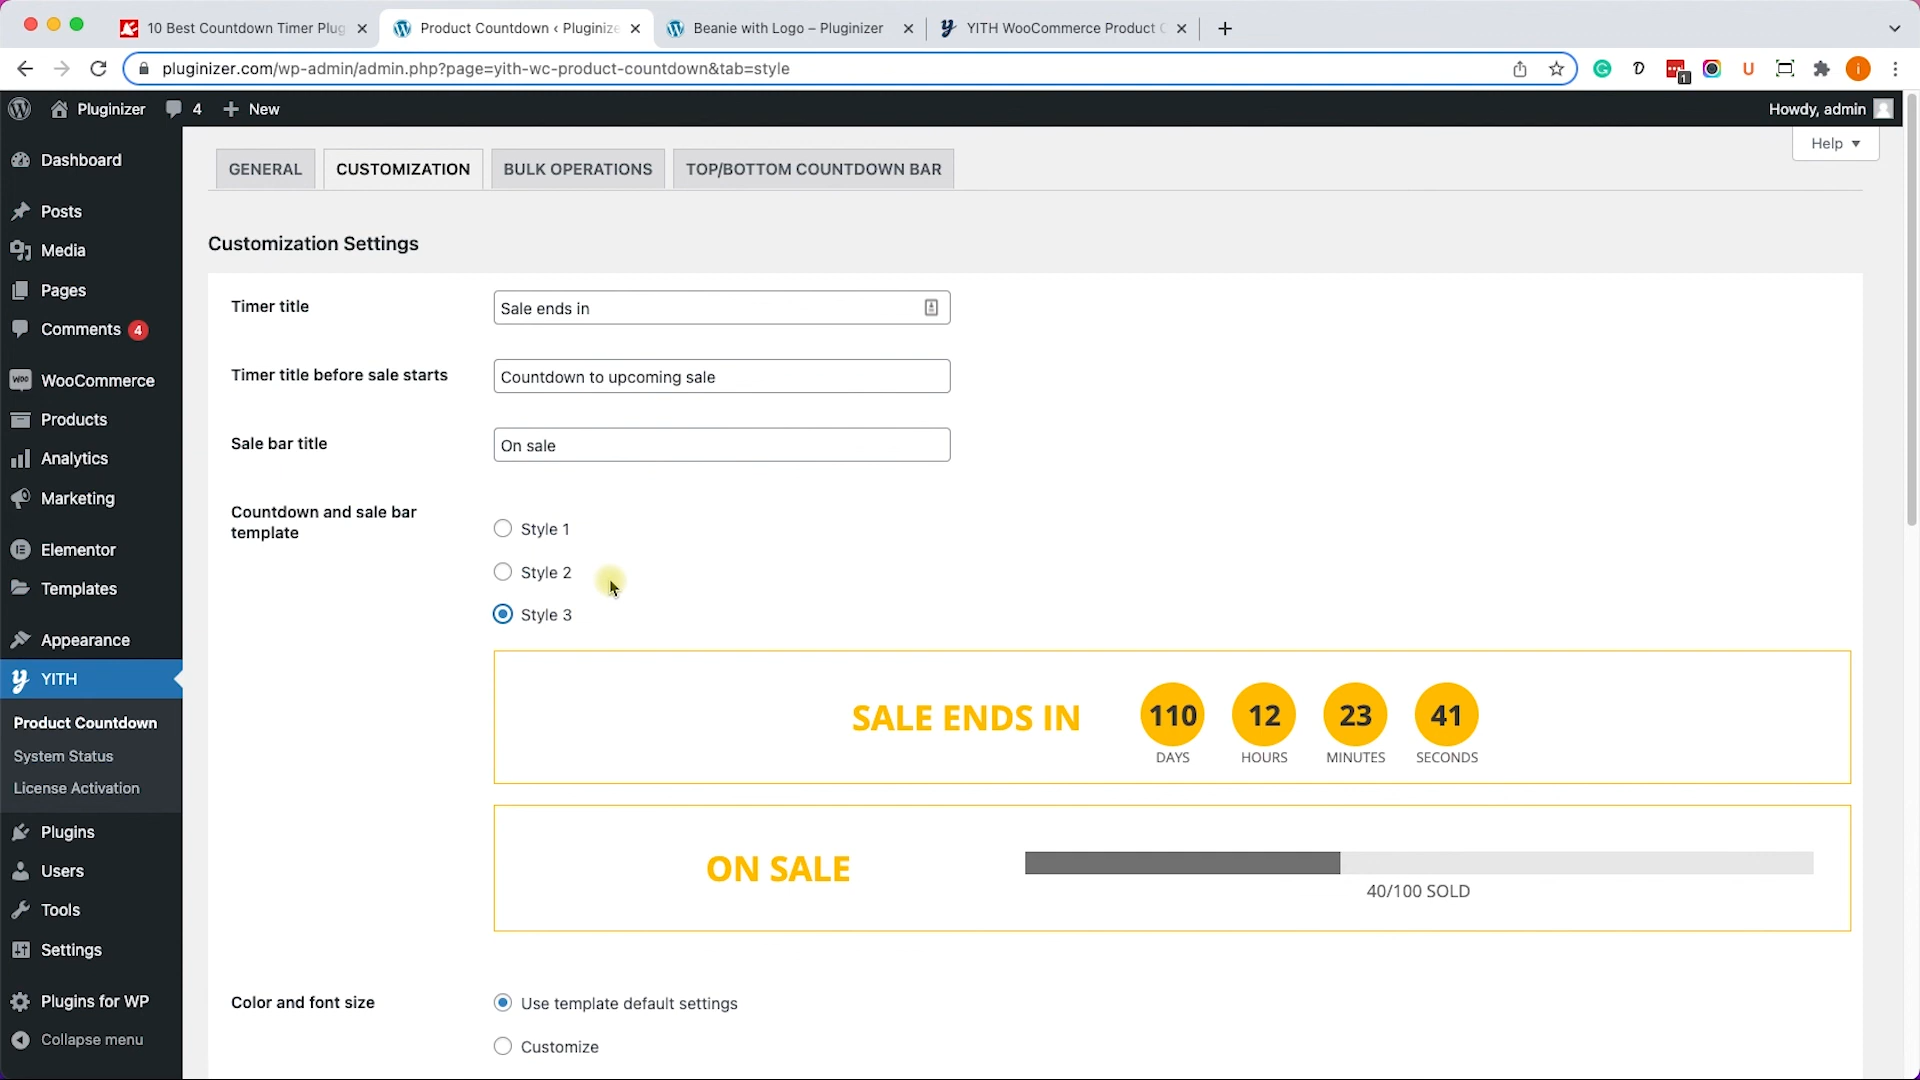 10 Best Countdown Timer Plug
Product Countdown ‹ Pluginize
Beanie with Logo – Pluginizer
YITH WooCommerce Product C
pluginizer.com/wp-admin/admin.php?page=yith-wc-product-countdown&tab=style
Pluginizer
4
New
Howdy, admin
Help
Dashboard
Posts
Media
Pages
Comments 4
WooCommerce
Products
Analytics
Marketing
Elementor
Templates
Appearance
YITH
Product Countdown
System Status
License Activation
Plugins
Users
Tools
Settings
Plugins for WP
Collapse menu
GENERAL
CUSTOMIZATION
BULK OPERATIONS
TOP/BOTTOM COUNTDOWN BAR
Customization Settings
Timer title
Sale ends in
Timer title before sale starts
Countdown to upcoming sale
Sale bar title
On sale
Countdown and sale bar
template
Style 1
Style 2
Style 3
SALE ENDS IN
110 12 23 41
DAYS HOURS MINUTES SECONDS
ON SALE
40/100 SOLD
Color and font size
Use template default settings
Customize